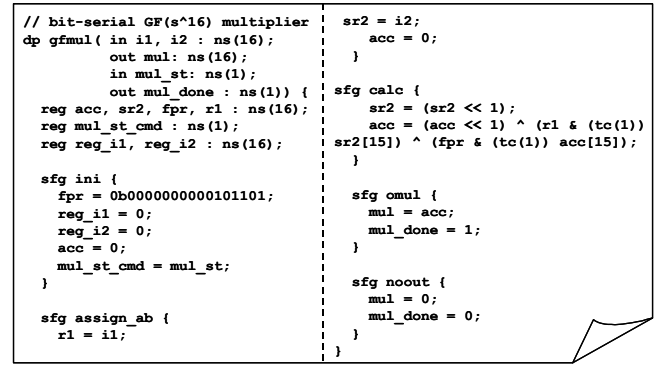 // bit-serial GF(s^16) multiplier
dp gfmul( in i1, i2 : ns(16);
out mul: ns(16);
in mul_st: ns(1);
out mul_done : ns(1)) {
reg acc, sr2, fpr, r1 : ns(16);
reg mul_st_cmd : ns(1);
reg reg_i1, reg_i2 : ns(16);
sfg ini {
fpr = 0b0000000000101101;
reg_i1 = 0;
reg_i2 = 0;
acc = 0;
mul_st_cmd = mul_st;
}
sfg assign_ab {
r1 = i1;
sr2 = i2;
acc = 0;
}
sfg calc {
sr2 = (sr2 << 1);
acc = (acc << 1) ^ (r1 & (tc(1))
sr2[15]) ^ (fpr & (tc(1)) acc[15]);
}
sfg omul {
mul = acc;
mul_done = 1;
}
sfg noout {
mul = 0;
mul_done = 0;
}
}